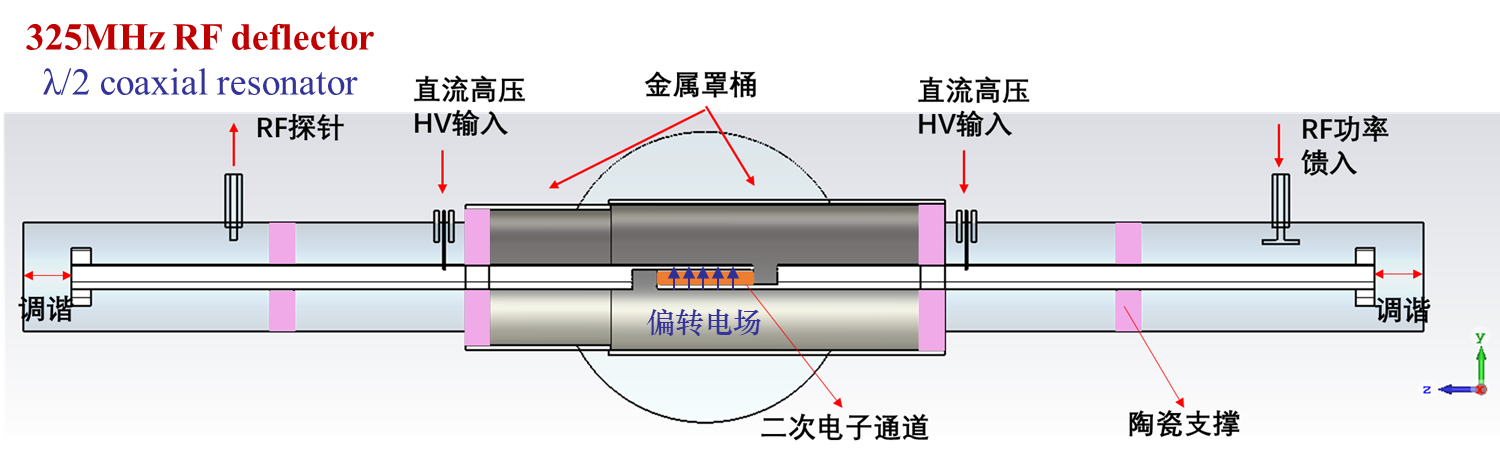 325MHz RF deflector
λ/2 coaxial resonator
RF探针
直流高压
HV输入
金属罩桶
直流高压
HV输入
RF功率
馈入
调谐
偏转电场
调谐
二次电子通道
陶瓷支撑
y
z
x